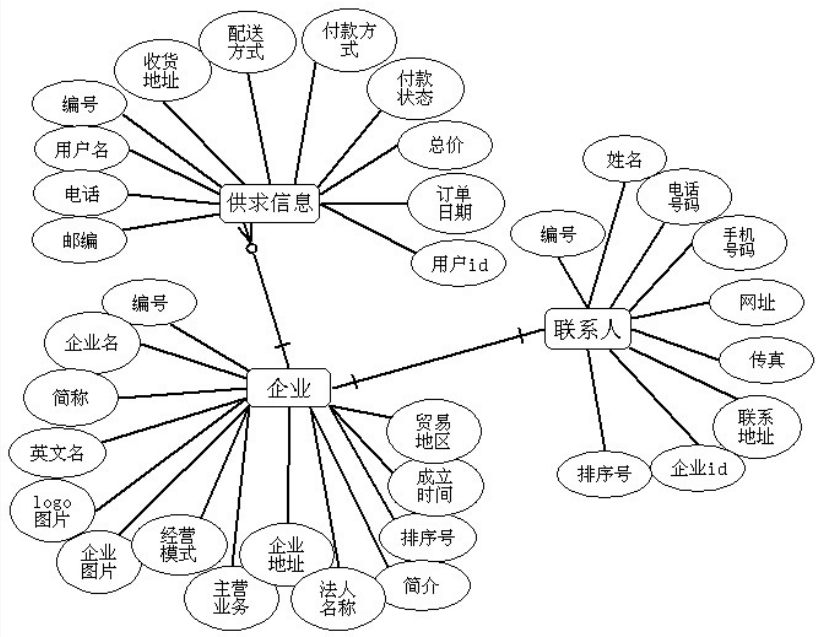 配送
方式
付款方
式
收货
地址
付款
状态
编号
用户名
总价
电话
供求信息
订单
日期
邮编
用户id
姓名
电话
号码
编号
手机
号码
网址
联系人
传真
联系
地址
排序号
企业id
编号
企业名
简称
企业
英文名
贸易
地区
logo
图片
成立
时间
企业
图片
经营
模式
企业
地址
排序号
主营
业务
法人
名称
简介